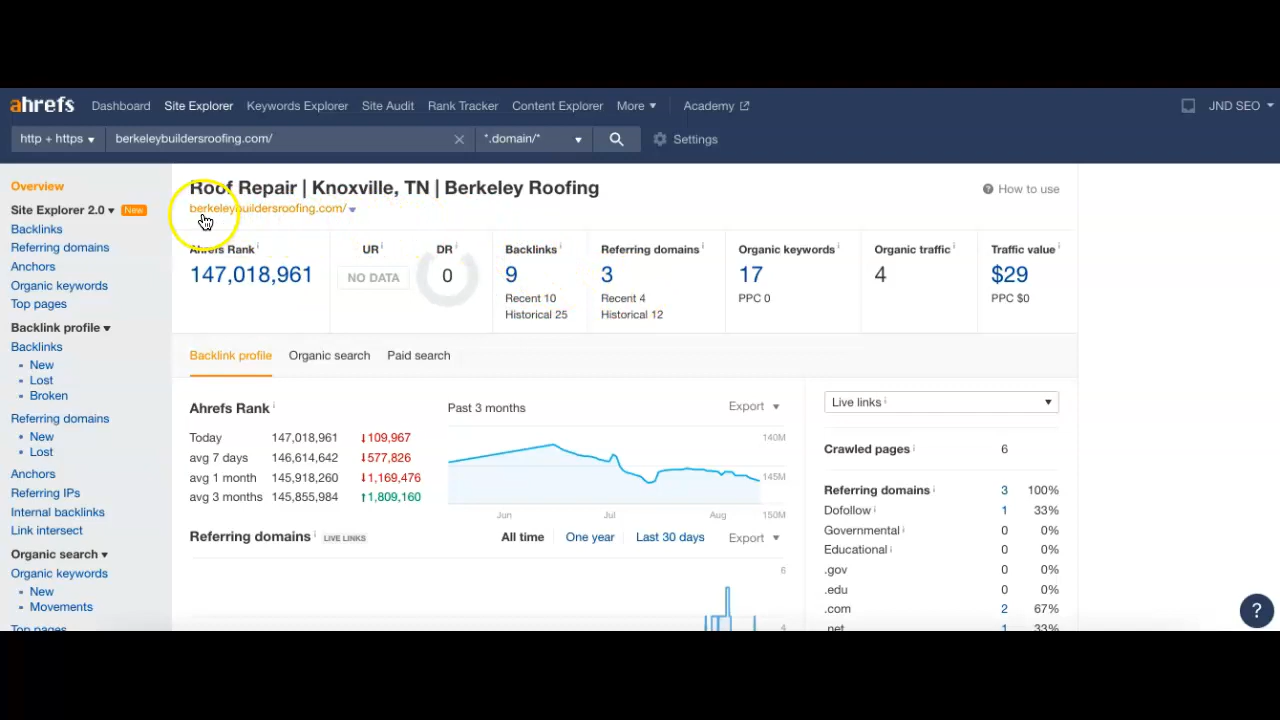 ahrefs Dashboard Site Explorer Keywords Explorer Site Audit Rank Tracker Content Explorer More Academy JND SEO
http + https berkeleybuildersroofing.com/ *.domain/* Settings
Overview
Site Explorer 2.0 New
Backlinks
Referring domains
Anchors
Organic keywords
Top pages
Backlink profile
Backlinks
New
Lost
Broken
Referring domains
New
Lost
Anchors
Referring IPs
Internal backlinks
Link intersect
Organic search
Organic keywords
New
Movements
Top pages
Roof Repair | Knoxville, TN | Berkeley Roofing
How to use
berkeleybuildersroofing.com/
Ahrefs Rank UR DR Backlinks Referring domains Organic keywords Organic traffic Traffic value
147,018,961 NO DATA 0 9 3 17 4 $29
Recent 10 Recent 4 PPC 0 PPC $0
Historical 25 Historical 12
Backlink profile Organic search Paid search
Ahrefs Rank Past 3 months Export
Today 147,018,961 ↓109,967
avg 7 days 146,614,642 ↓577,826
avg 1 month 145,918,260 ↓1,169,476
avg 3 months 145,855,984 ↑1,809,160
140M
145M
150M
Jun Jul Aug
Referring domains LIVE LINKS All time One year Last 30 days Export
6
4
Live links
Crawled pages 6
Referring domains 3 100%
Dofollow 1 33%
Governmental 0 0%
Educational 0 0%
.gov 0 0%
.edu 0 0%
.com 2 67%
.net 1 33%
?